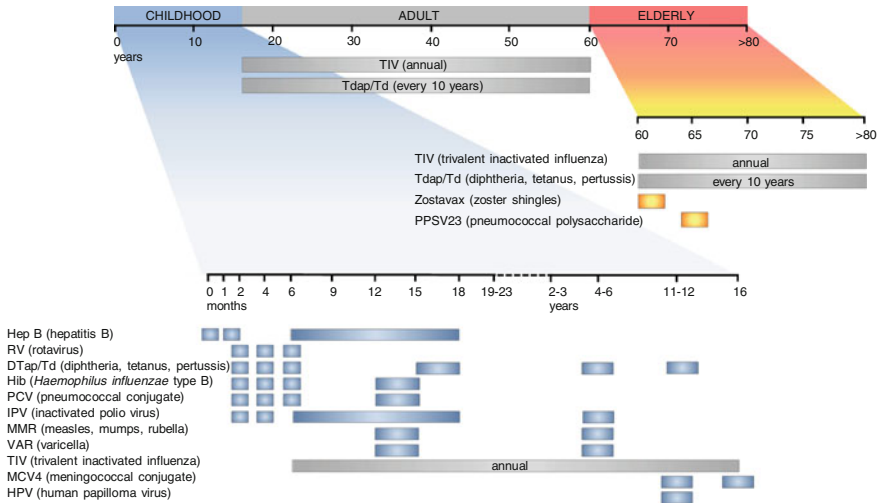 CHILDHOOD ADULT ELDERLY
0 10 20 30 40 50 60 70 >80
years
TIV (annual)
Tdap/Td (every 10 years)
60 65 70 75 >80
TIV (trivalent inactivated influenza) annual
Tdap/Td (diphtheria, tetanus, pertussis) every 10 years
Zostavax (zoster shingles)
PPSV23 (pneumococcal polysaccharide)
0 1 2 4 6 9 12 15 18 19-23 2-3 4-6 11-12 16
months years
Hep B (hepatitis B)
RV (rotavirus)
DTap/Td (diphtheria, tetanus, pertussis)
Hib (Haemophilus influenzae type B)
PCV (pneumococcal conjugate)
IPV (inactivated polio virus)
MMR (measles, mumps, rubella)
VAR (varicella)
TIV (trivalent inactivated influenza) annual
MCV4 (meningococcal conjugate)
HPV (human papilloma virus)